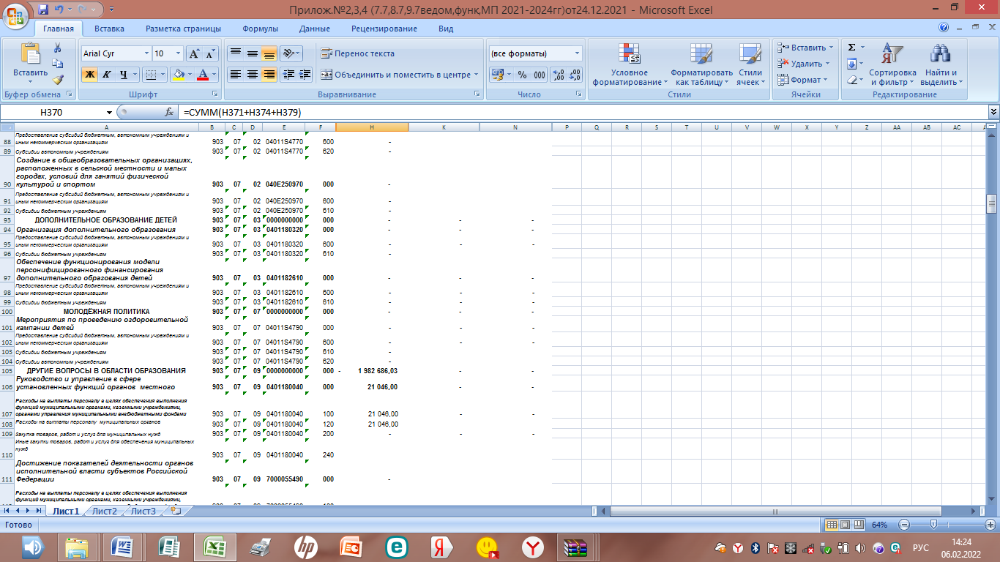 Прилож.№2,3,4 (7.7,8.7,9.7ведом,функ,МП 2021-2024гг)от24.12.2021 - Microsoft Excel
Главная Вставка Разметка страницы Формулы Данные Рецензирование Вид
Вставить
Буфер обмена
Arial Cyr 10
Ж К Ч
Шрифт
Перенос текста
Объединить и поместить в центре
Выравнивание
(все форматы)
% 000
Число
Условное форматирование
Форматировать как таблицу
Стили ячеек
Стили
Вставить
Удалить
Формат
Ячейки
Σ
Сортировка и фильтр
Найти и выделить
Редактирование
H370 fx =СУММ(H371+H374+H379)
A B C D E F H K N P Q R S T U V W X Y Z AA AB AC
88 Предоставление субсидий бюджетным, автономным учреждениям и
иным некоммерческим организациям 903 07 02 04011S4770 600 -
89 Субсидии автономным учреждениям 903 07 02 04011S4770 620 -
Создание в общеобразовательных организациях,
расположенных в сельской местности и малых
городах, условий для занятий физической
90 культурой и спортом 903 07 02 040E250970 000 -
Предоставление субсидий бюджетным, автономным учреждениям и
91 иным некоммерческим организациям 903 07 02 040E250970 600 -
92 Субсидии бюджетным учреждениям 903 07 02 040E250970 610 -
93 ДОПОЛНИТЕЛЬНОЕ ОБРАЗОВАНИЕ ДЕТЕЙ 903 07 03 0000000000 000 - - -
94 Организация дополнительного образования 903 07 03 0401180320 000 - - -
Предоставление субсидий бюджетным, автономным учреждениям и
95 иным некоммерческим организациям 903 07 03 0401180320 600 - - -
96 Субсидии бюджетным учреждениям 903 07 03 0401180320 610 - - -
Обеспечение функционирования модели
персонифицированного финансирования
97 дополнительного образования детей 903 07 03 0401182610 000 - - -
Предоставление субсидий бюджетным, автономным учреждениям и
98 иным некоммерческим организациям 903 07 03 0401182610 600 - - -
99 Субсидии бюджетным учреждениям 903 07 03 0401182610 610 - - -
100 МОЛОДЁЖНАЯ ПОЛИТИКА 903 07 07 0000000000 000 - - -
Мероприятия по проведению оздоровительной
101 кампании детей 903 07 07 04011S4790 000 - - -
Предоставление субсидий бюджетным, автономным учреждениям и
102 иным некоммерческим организациям 903 07 07 04011S4790 600 - - -
103 Субсидии бюджетным учреждениям 903 07 07 04011S4790 610 -
104 Субсидии автономным учреждениям 903 07 07 04011S4790 620 -
105 ДРУГИЕ ВОПРОСЫ В ОБЛАСТИ ОБРАЗОВАНИЯ 903 07 09 0000000000 000 - 1 982 686,03 - -
Руководство и управление в сфере
106 установленных функций органов местного 903 07 09 0401180040 000 21 046,00 - -
Расходы на выплаты персоналу в целях обеспечения выполнения
функций муниципальными органами, казенными учреждениями,
107 органами управления муниципальными внебюджетными фондами 903 07 09 0401180040 100 21 046,00 - -
108 Расходы на выплаты персоналу муниципальных органов 903 07 09 0401180040 120 21 046,00
109 Закупка товаров, работ и услуг для муниципальных нужд 903 07 09 0401180040 200 - - -
Иные закупки товаров, работ и услуг для обеспечения муниципальных
нужд
110 903 07 09 0401180040 240
Достижение показателей деятельности органов
исполнительной власти субъектов Российской
111 Федерации 903 07 09 7000055490 000 -
Расходы на выплаты персоналу в целях обеспечения выполнения
функций муниципальными органами, казенными учреждениями,
Лист1 Лист2 Лист3
Готово 64%
РУС 14:24
06.02.2022